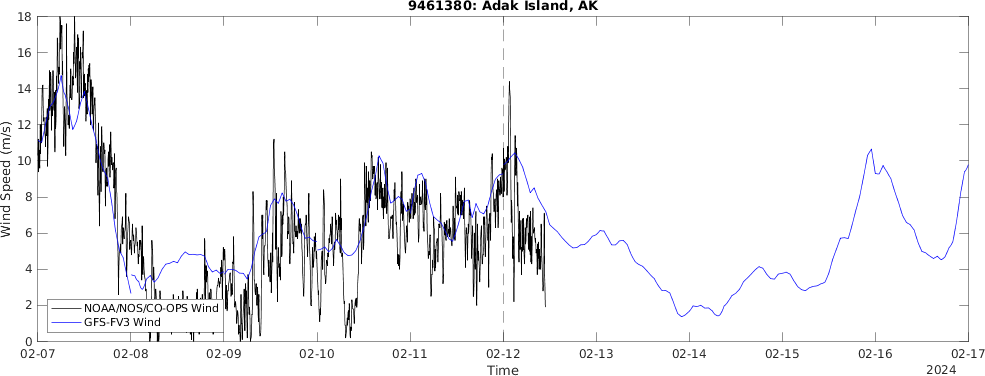 9461380: Adak Island, AK
Wind Speed (m/s)
18
16
14
12
10
8
6
4
2
0
NOAA/NOS/CO-OPS Wind
GFS-FV3 Wind
02-07 02-08 02-09 02-10 02-11 02-12 02-13 02-14 02-15 02-16 02-17
Time
2024